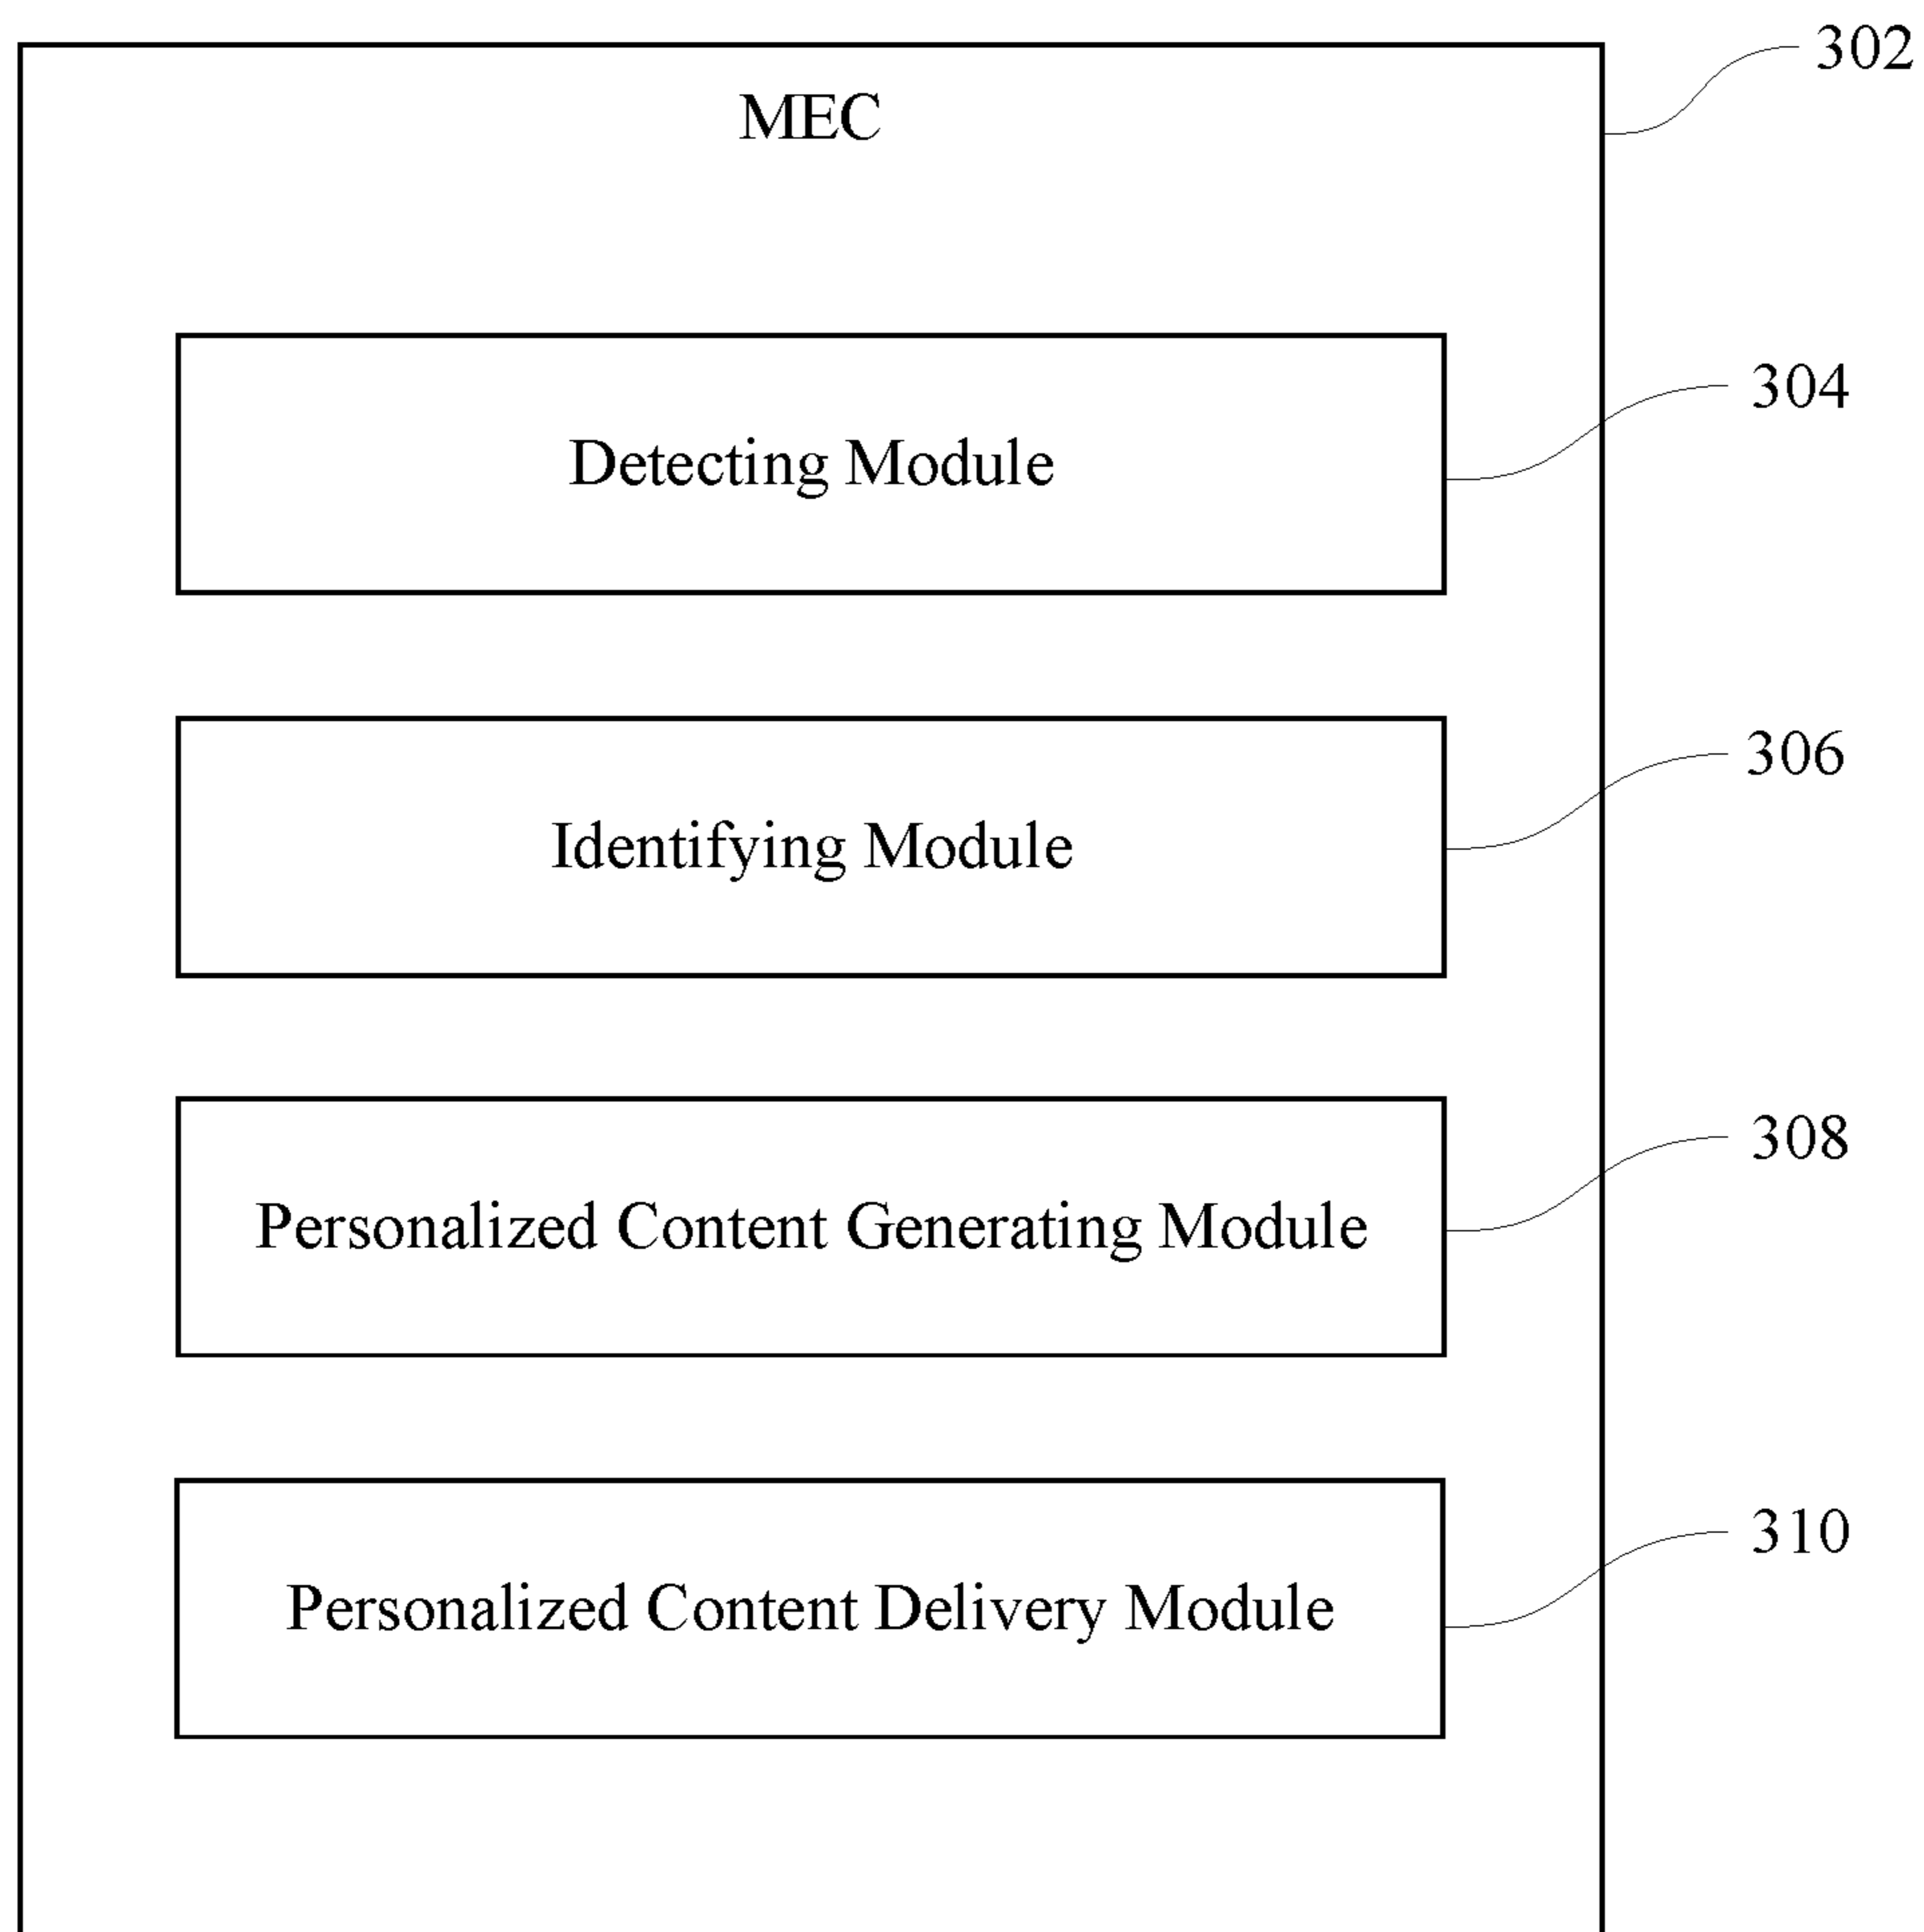 302
MEC
304
Detecting Module
306
Identifying Module
308
Personalized Content Generating Module
310
Personalized Content Delivery Module